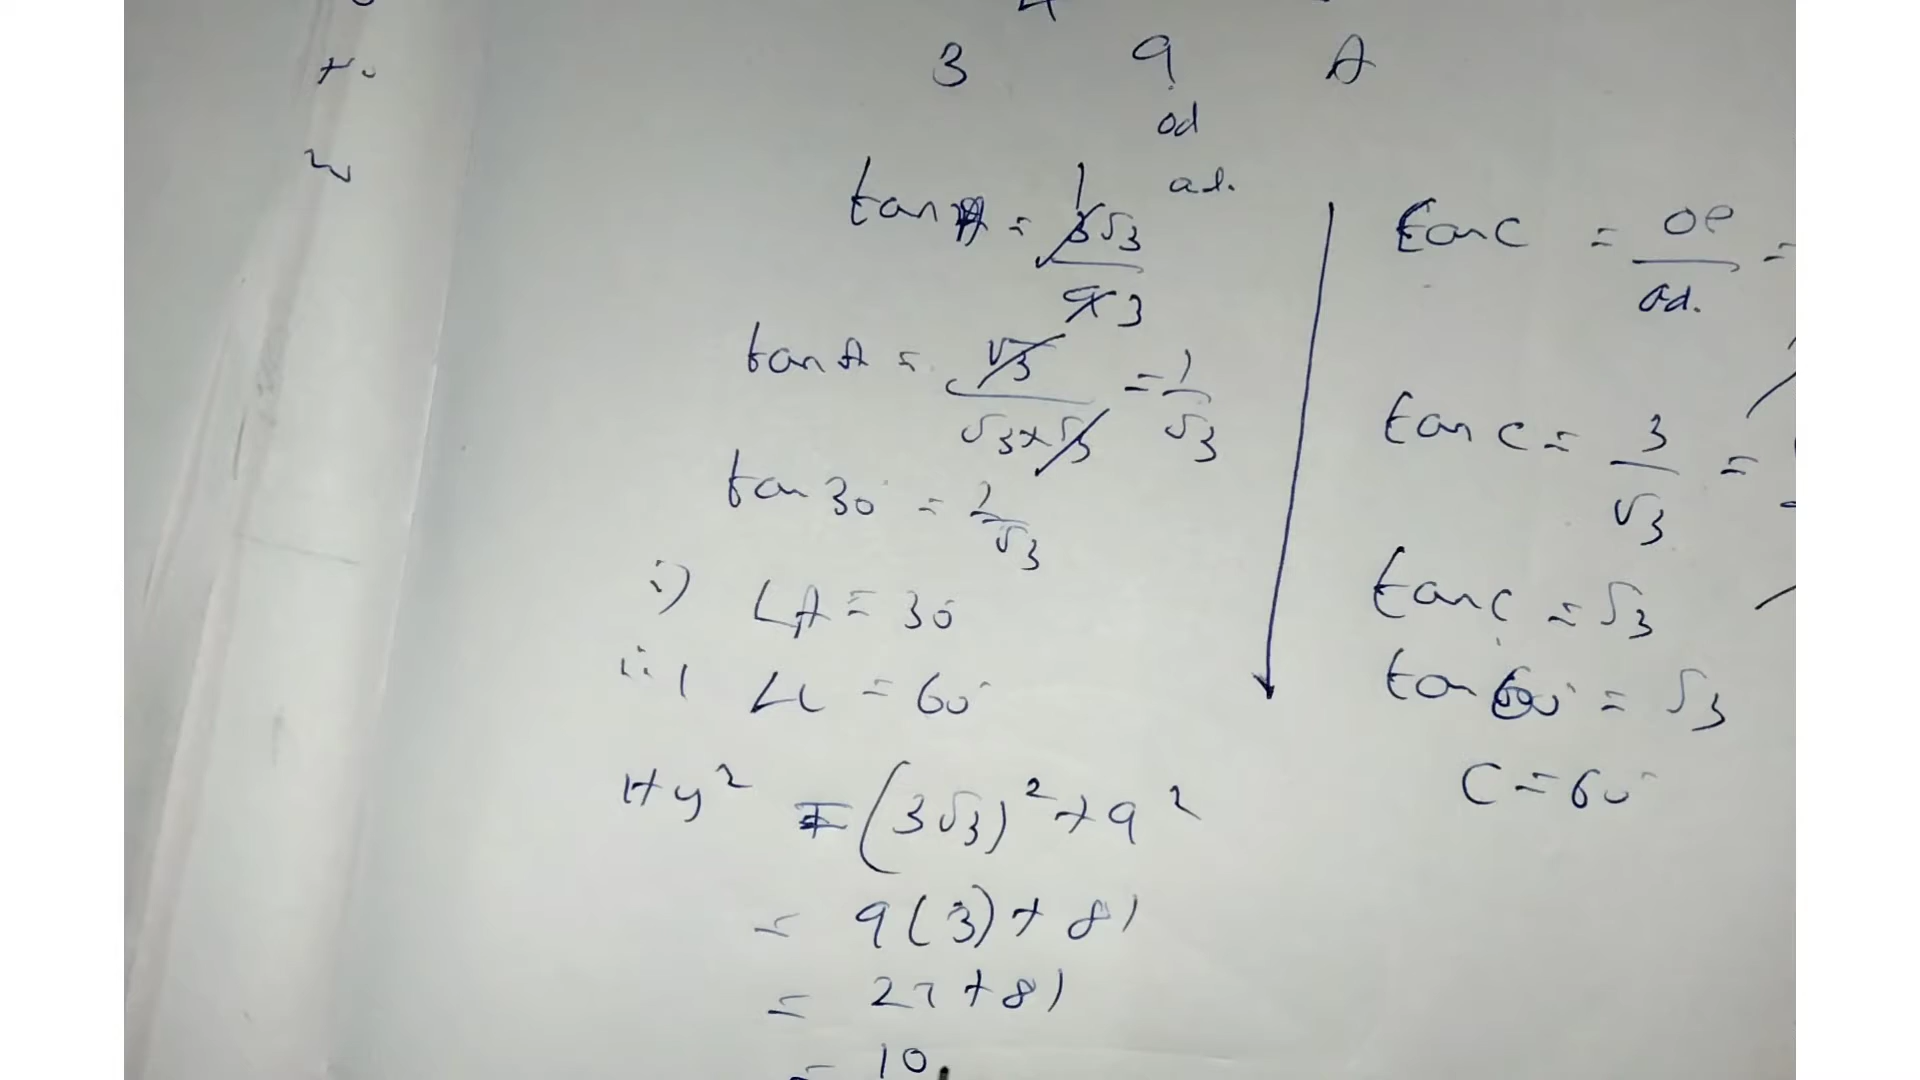 3 9 A
od
ad.
tan A = 1 3√3 / 9 3
tan A = √3 / √3×√3 = 1/√3
tan 30° = 1/√3
i) ∠A = 30
ii) ∠C = 60°
Hy² = (3√3)² + 9²
= 9(3) + 81
= 27 + 81
= 10
tan C = OP / ad. =
tan C = 3/√3 =
tan C = √3
tan 60° = √3
C = 60°